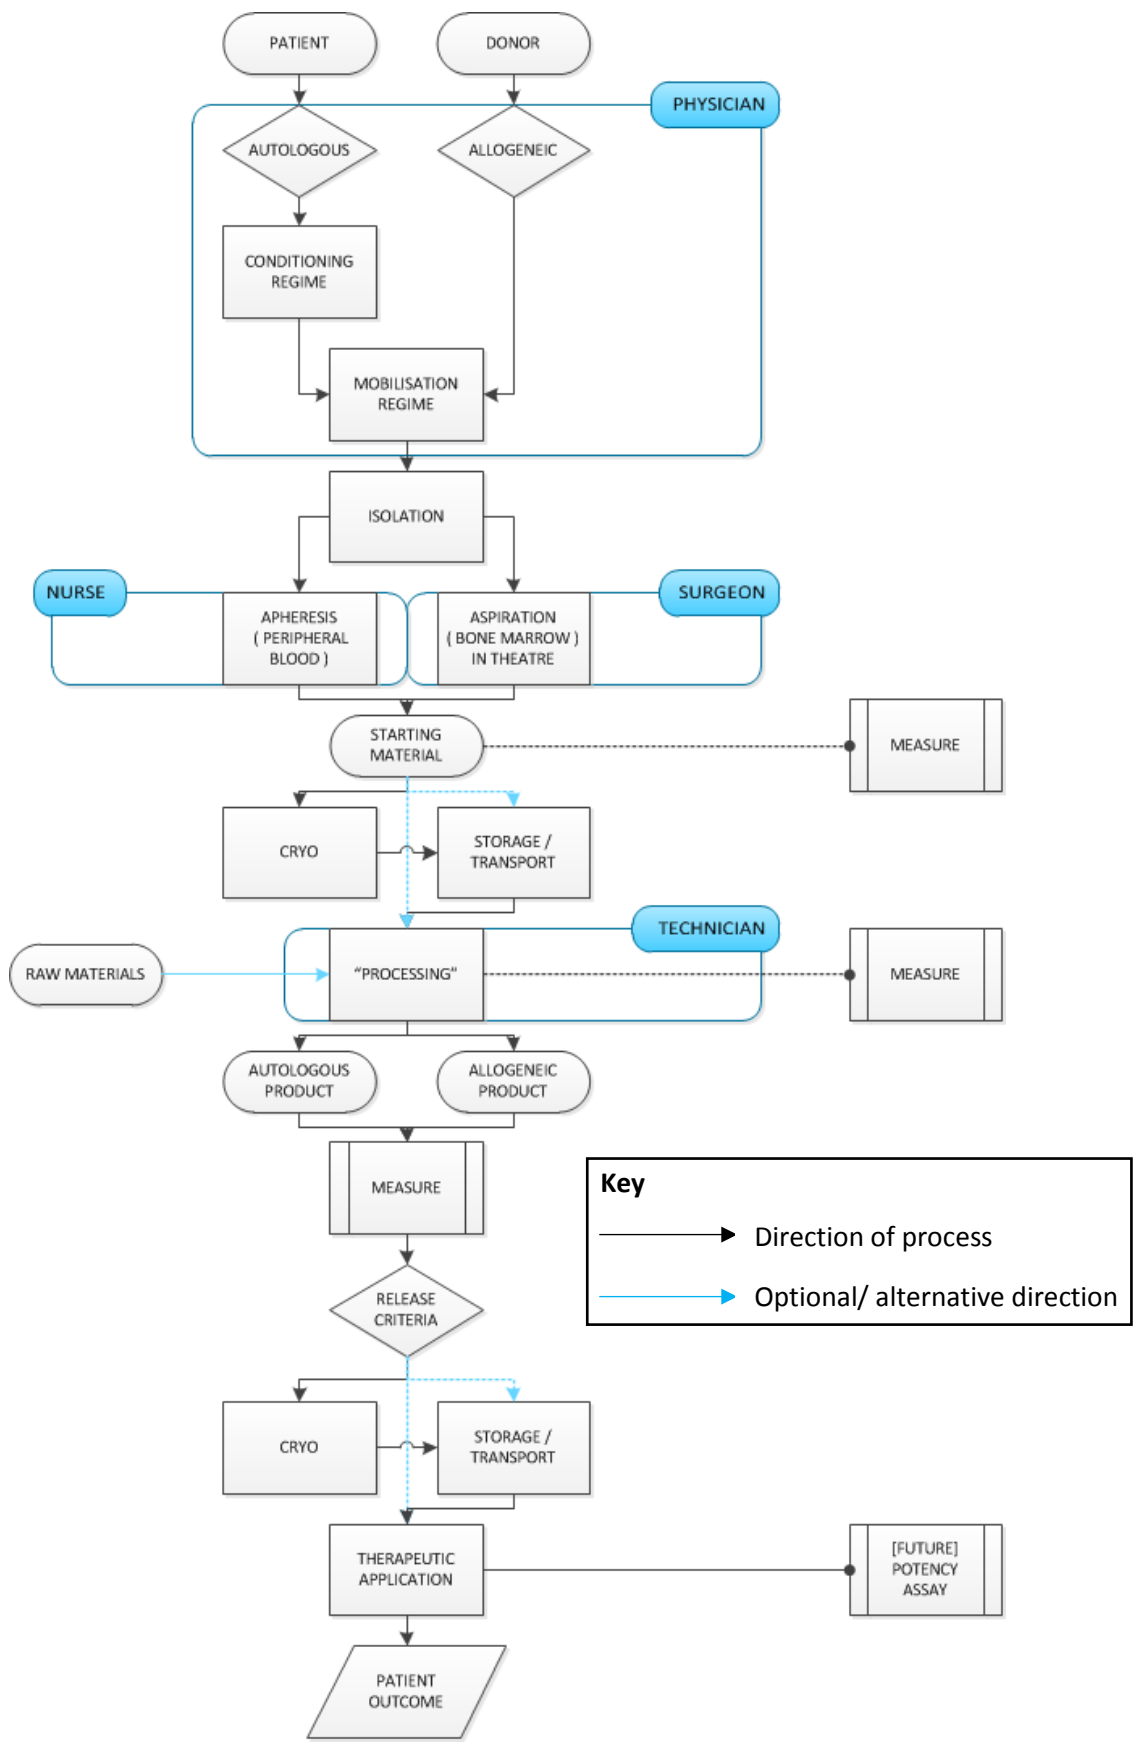 PATIENT
DONOR
PHYSICIAN
AUTOLOGOUS
ALLOGENEIC
CONDITIONING
REGIME
MOBILISATION
REGIME
ISOLATION
NURSE
SURGEON
APHERESIS
( PERIPHERAL
BLOOD )
ASPIRATION
( BONE MARROW )
IN THEATRE
STARTING
MATERIAL
MEASURE
CRYO
STORAGE /
TRANSPORT
TECHNICIAN
RAW MATERIALS
“PROCESSING”
MEASURE
AUTOLOGOUS
PRODUCT
ALLOGENEIC
PRODUCT
MEASURE
Key
Direction of process
Optional/ alternative direction
RELEASE
CRITERIA
CRYO
STORAGE /
TRANSPORT
THERAPEUTIC
APPLICATION
[FUTURE]
POTENCY
ASSAY
PATIENT
OUTCOME